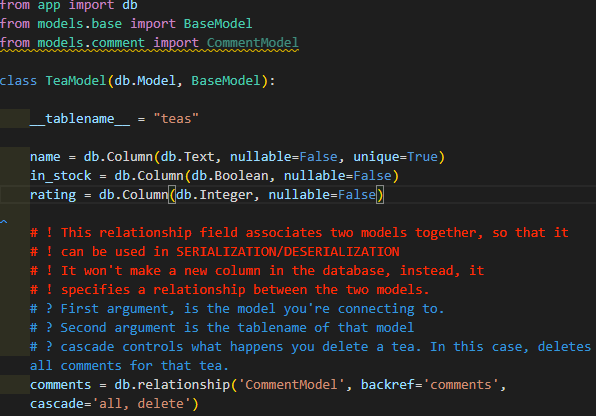 from app import db
from models.base import BaseModel
from models.comment import CommentModel
class TeaModel(db.Model, BaseModel):
__tablename__ = "teas"
name = db.Column(db.Text, nullable=False, unique=True)
in_stock = db.Column(db.Boolean, nullable=False)
rating = db.Column(db.Integer, nullable=False)
# ! This relationship field associates two models together, so that it
# ! can be used in SERIALIZATION/DESERIALIZATION
# ! It won't make a new column in the database, instead, it
# ! specifies a relationship between the two models.
# ? First argument, is the model you're connecting to.
# ? Second argument is the tablename of that model
# ? cascade controls what happens you delete a tea. In this case, deletes
all comments for that tea.
comments = db.relationship('CommentModel', backref='comments',
cascade='all, delete')